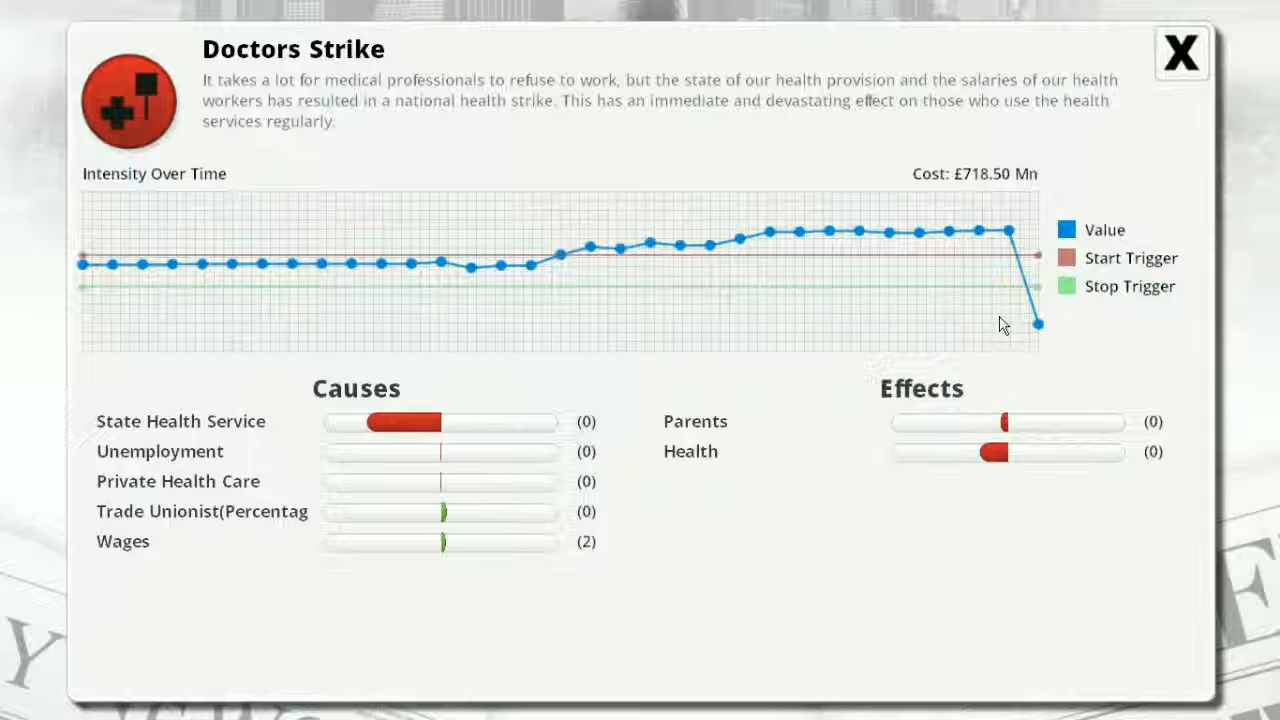 Doctors Strike
X
It takes a lot for medical professionals to refuse to work, but the state of our health provision and the salaries of our health
workers has resulted in a national health strike. This has an immediate and devastating effect on those who use the health
services regularly.
Intensity Over Time
Cost: £718.50 Mn
Value
Start Trigger
Stop Trigger
Causes
State Health Service (0)
Unemployment (0)
Private Health Care (0)
Trade Unionist(Percentag (0)
Wages (2)
Effects
Parents (0)
Health (0)